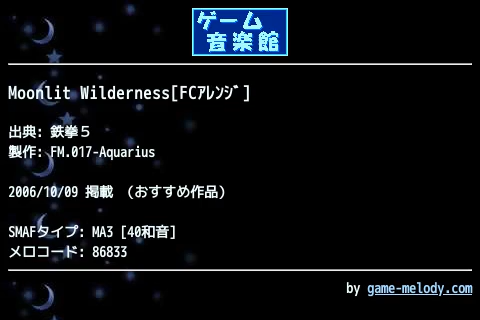 ゲーム
音楽館
Moonlit Wilderness[FCｱﾚﾝｼﾞ]
出典: 鉄拳５
製作: FM.017-Aquarius
2006/10/09 掲載　(おすすめ作品)
SMAFタイプ: MA3 [40和音]
メロコード: 86833
by game-melody.com